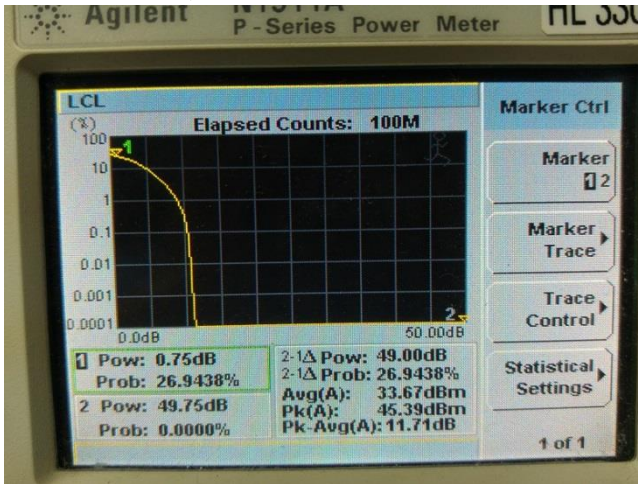 Agilent
P-Series Power Meter
LCL
Marker Ctrl
(%)
Elapsed Counts: 100M
100
10
1
0.1
0.01
0.001
0.0001
1
2
0.0dB
50.00dB
1 Pow: 0.75dB
Prob: 26.9438%
2 Pow: 49.75dB
Prob: 0.0000%
2-1Δ Pow: 49.00dB
2-1Δ Prob: 26.9438%
Avg(A): 33.67dBm
Pk(A): 45.39dBm
Pk-Avg(A): 11.71dB
Marker
1 2
Marker
Trace
Trace
Control
Statistical
Settings
1 of 1